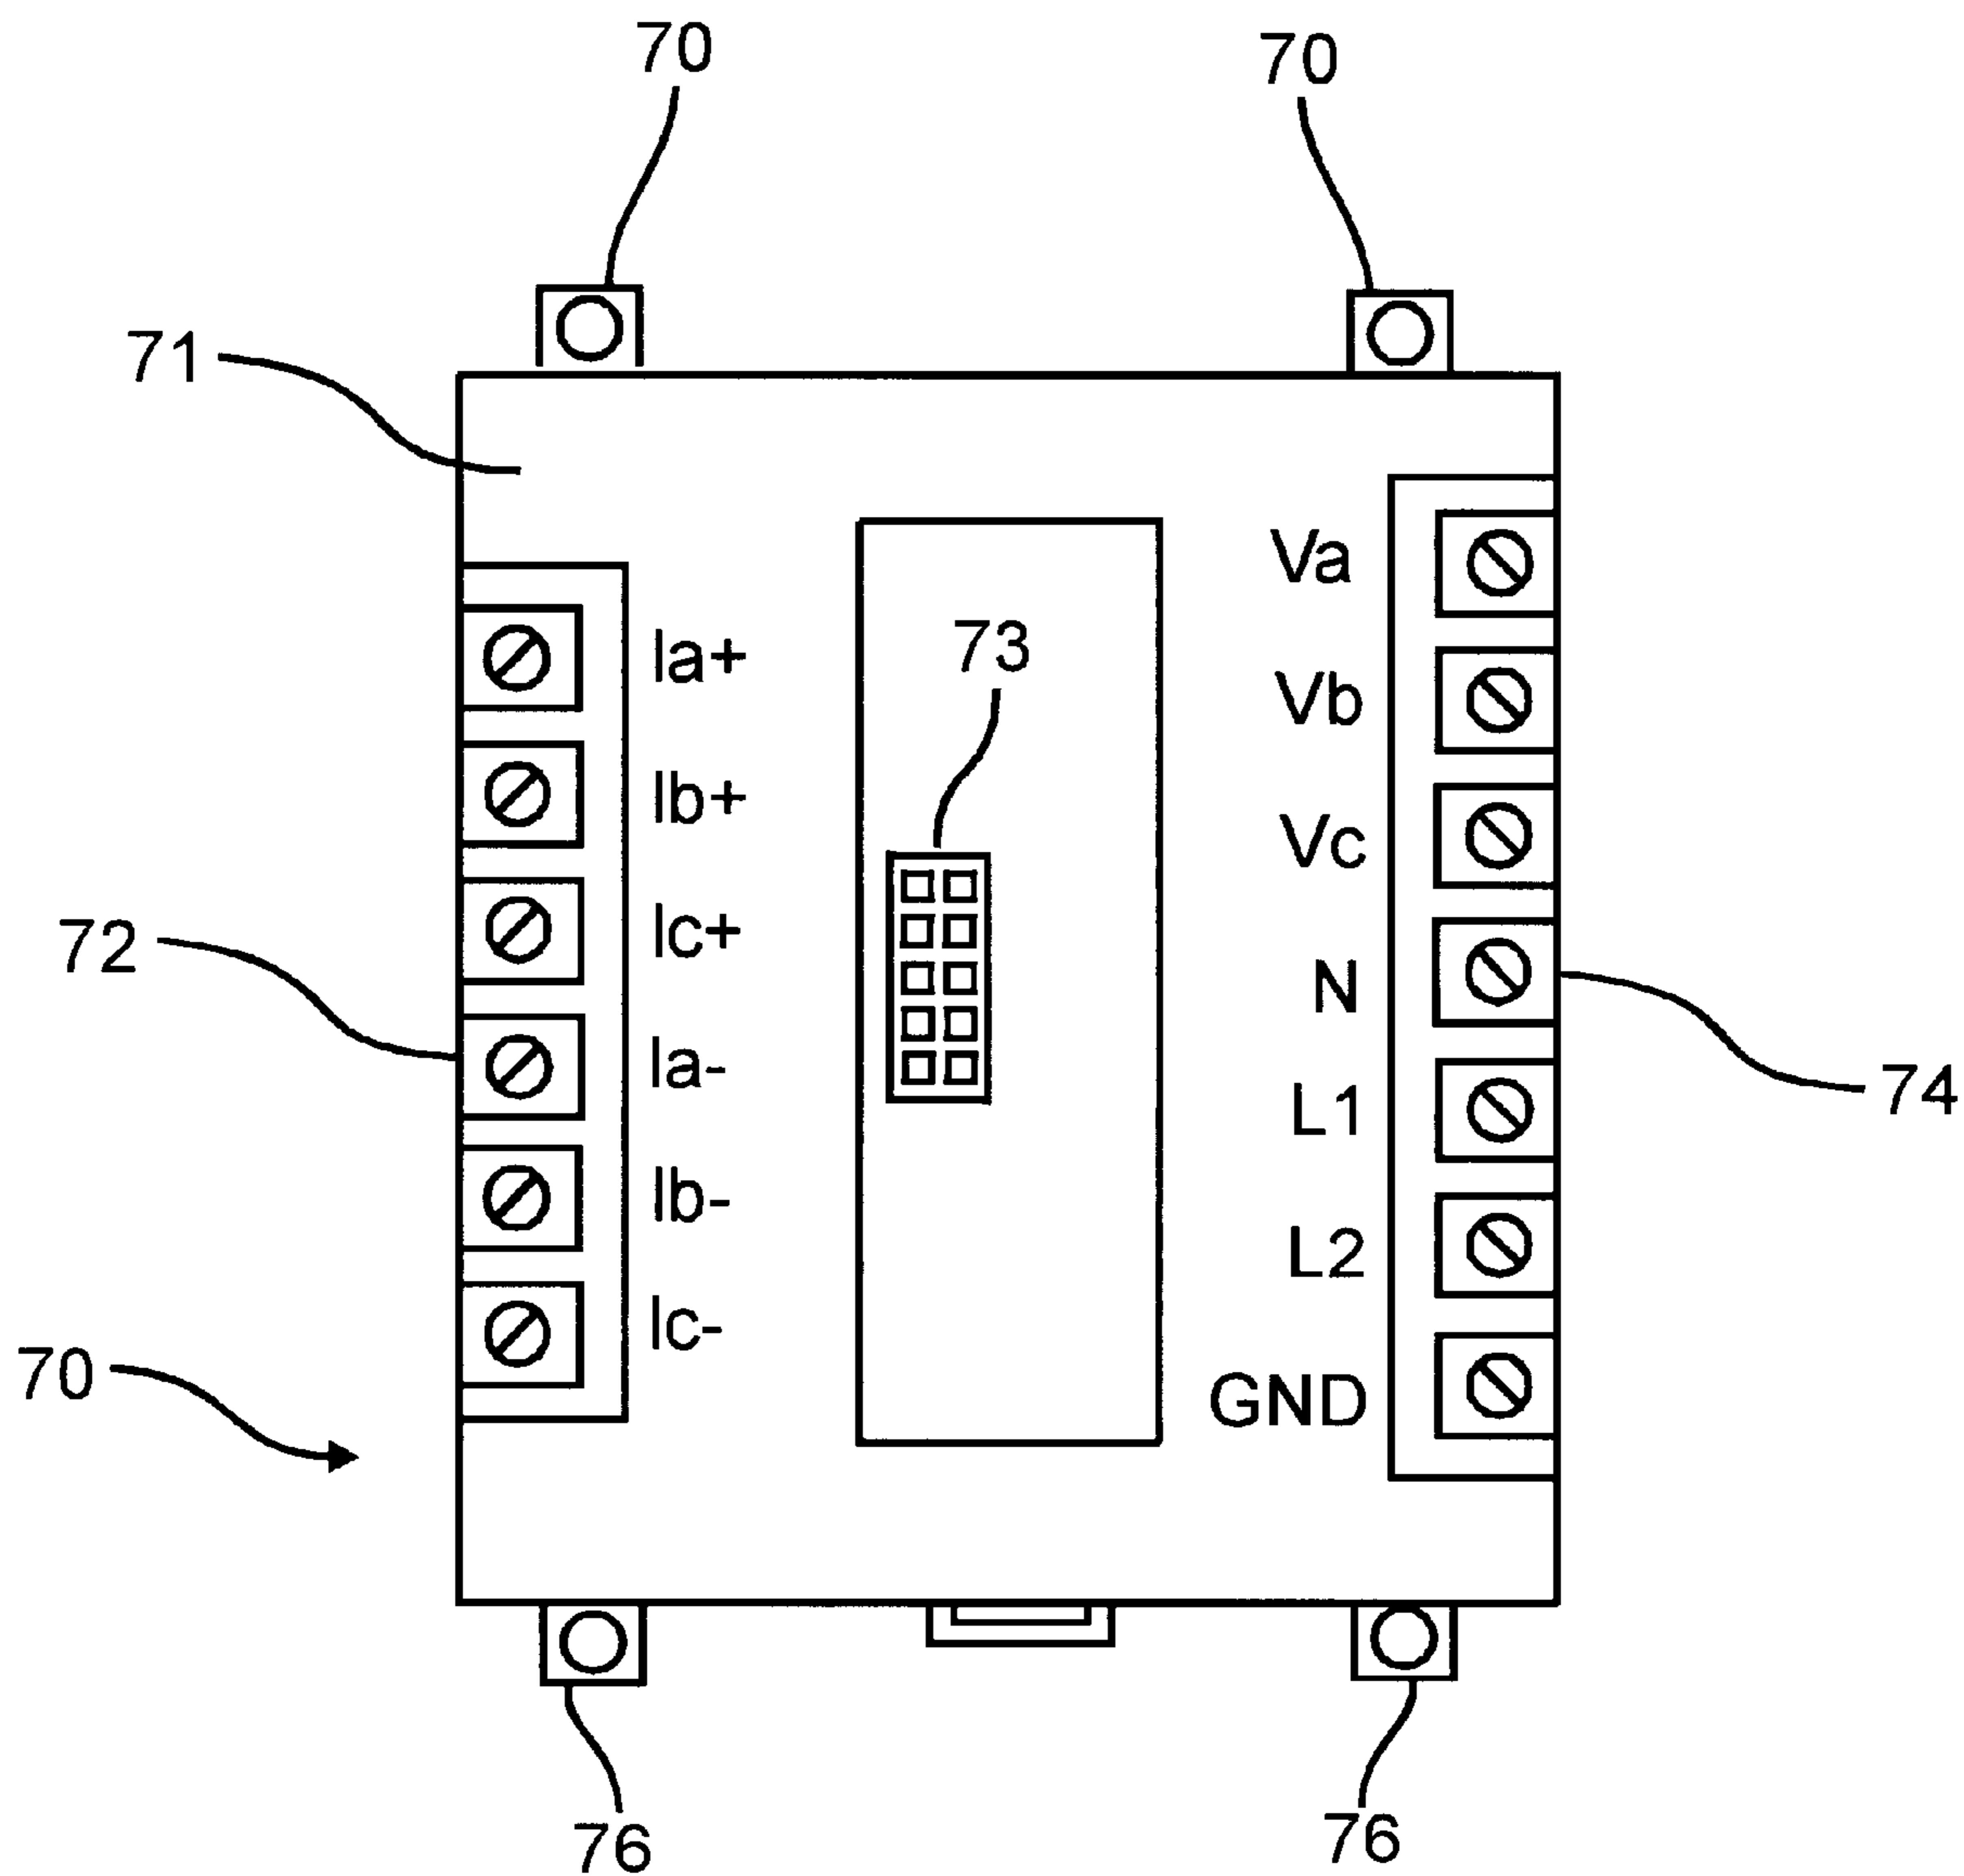 70
70
71
Va
Ia+
73
Vb
Ib+
Vc
72
Ic+
N
Ia-
74
L1
Ib-
L2
Ic-
70
GND
76
76